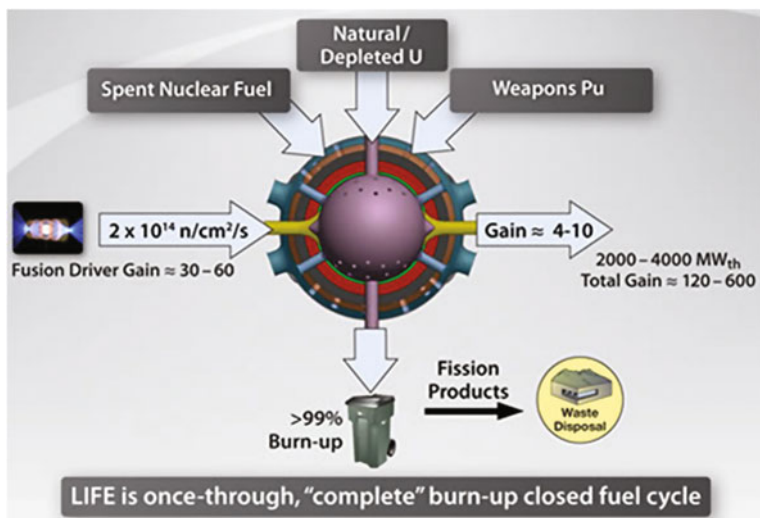 Natural/
Depleted U
Spent Nuclear Fuel
Weapons Pu
2 x 10¹⁴ n/cm²/s
Gain ≈ 4-10
Fusion Driver Gain ≈ 30–60
2000–4000 MWth
Total Gain ≈ 120–600
>99%
Burn-up
Fission
Products
Waste
Disposal
LIFE is once-through, “complete” burn-up closed fuel cycle